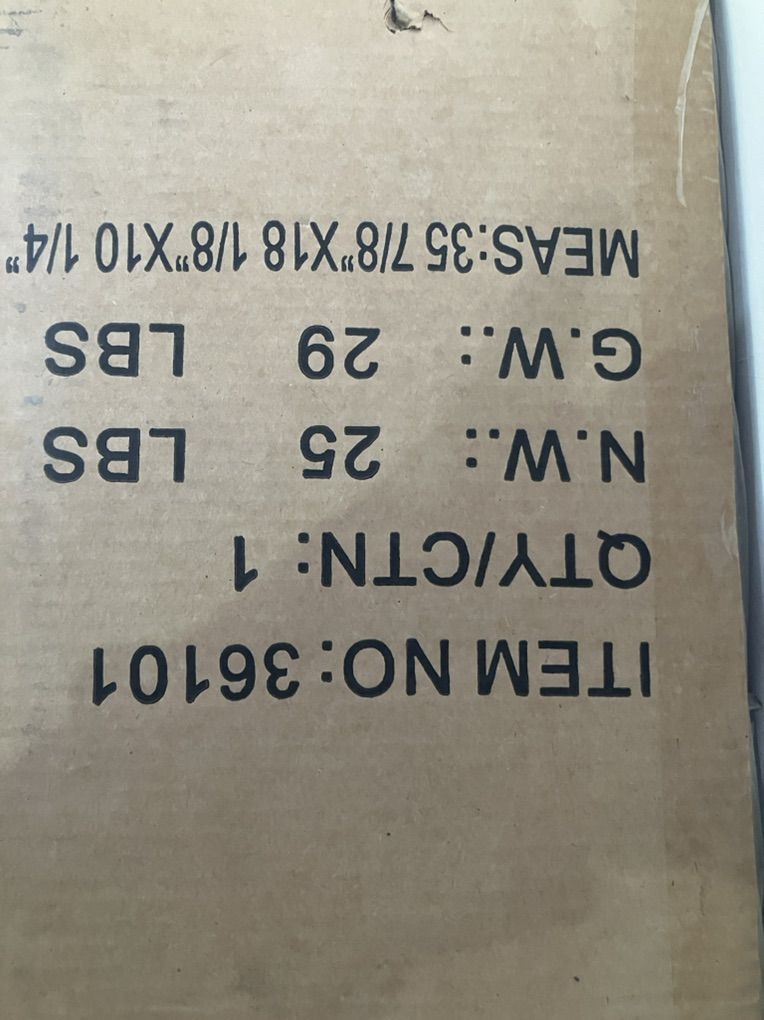 ITEM NO: 36101
QTY/CTN: 1
N.W.: 25 LBS
G.W.: 29 LBS
MEAS:35 7/8”X18 1/8”X10 1/4”